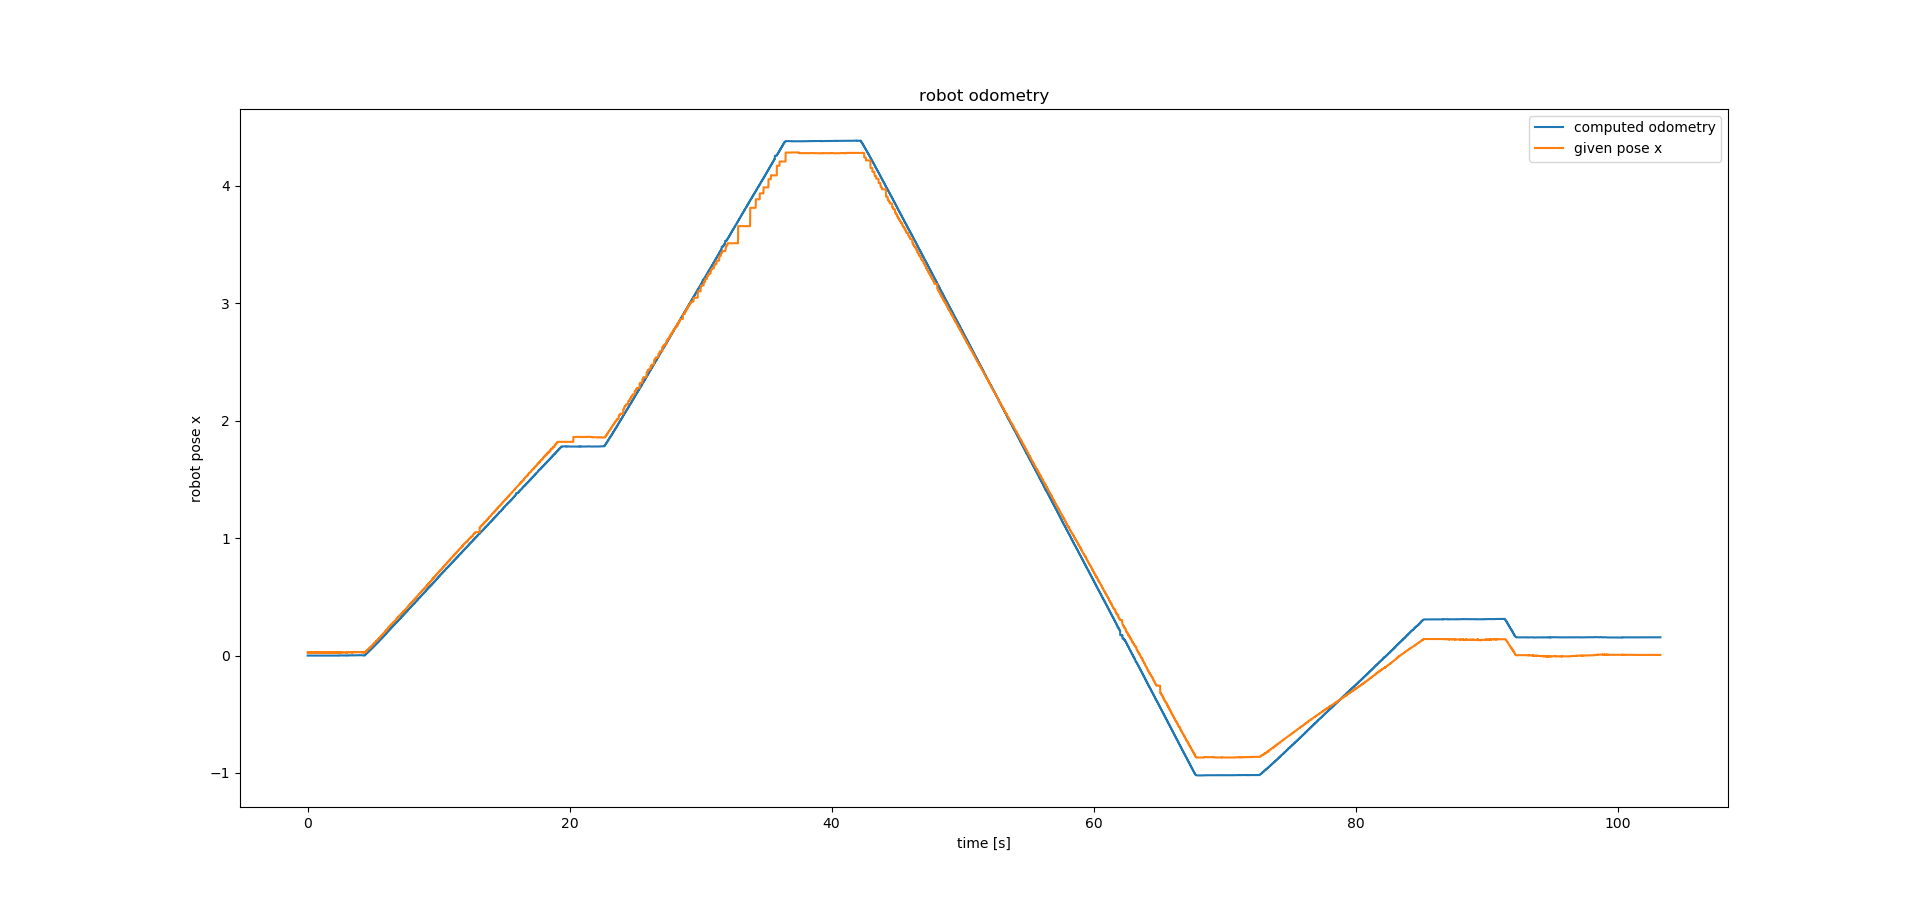 robot odometry
computed odometry
given pose x
robot pose x
4
3
2
1
0
−1
0 20 40 60 80 100
time [s]